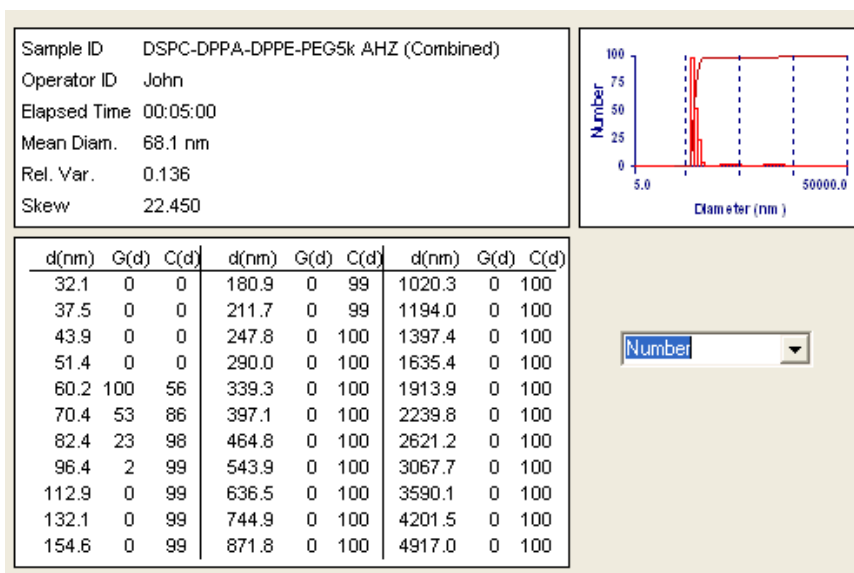 Sample ID DSPC-DPPA-DPPE-PEG5k AHZ (Combined)
Operator ID John
Elapsed Time 00:05:00
Mean Diam. 68.1 nm
Rel. Var. 0.136
Skew 22.450
100
75
50
25
0
Number
5.0 50000.0
Diameter (nm)
d(nm) G(d) C(d) d(nm) G(d) C(d) d(nm) G(d) C(d)
32.1 0 0 180.9 0 99 1020.3 0 100
37.5 0 0 211.7 0 99 1194.0 0 100
43.9 0 0 247.8 0 100 1397.4 0 100
51.4 0 0 290.0 0 100 1635.4 0 100
60.2 100 56 339.3 0 100 1913.9 0 100
70.4 53 86 397.1 0 100 2239.8 0 100
82.4 23 98 464.8 0 100 2621.2 0 100
96.4 2 99 543.9 0 100 3067.7 0 100
112.9 0 99 636.5 0 100 3590.1 0 100
132.1 0 99 744.9 0 100 4201.5 0 100
154.6 0 99 871.8 0 100 4917.0 0 100
Number